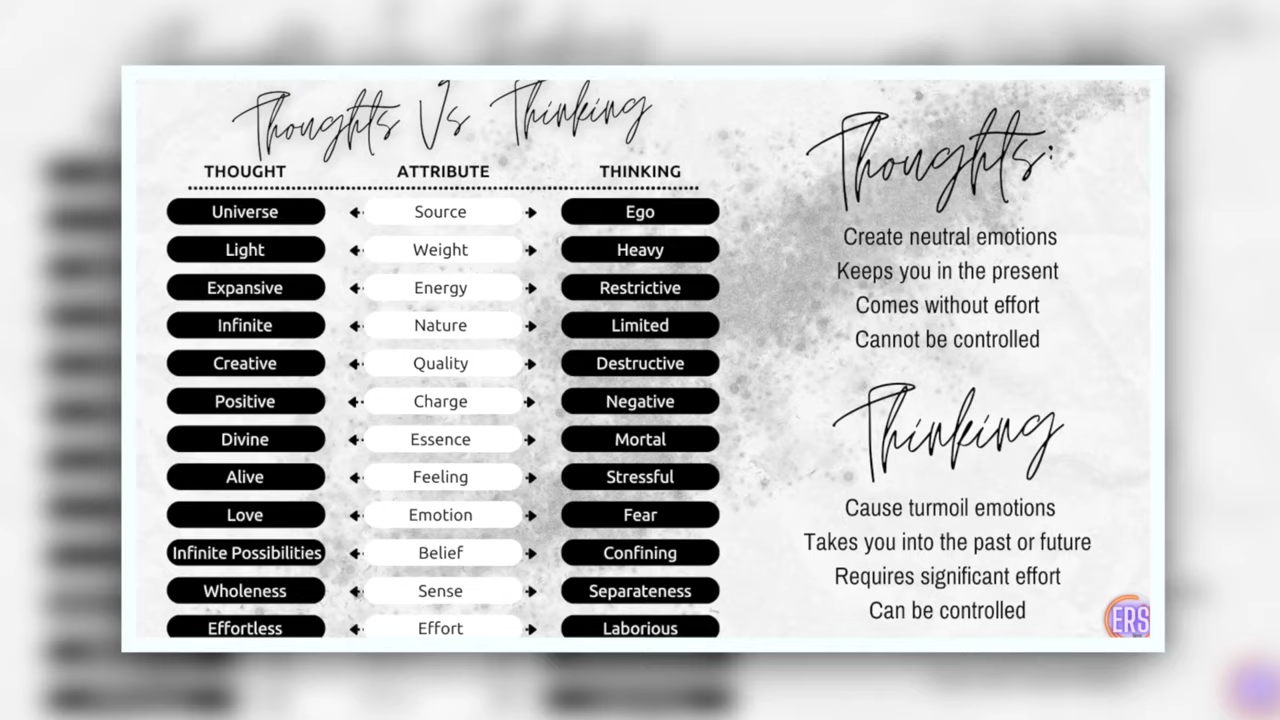 Thoughts Vs Thinking
THOUGHT ATTRIBUTE THINKING
Universe Source Ego
Light Weight Heavy
Expansive Energy Restrictive
Infinite Nature Limited
Creative Quality Destructive
Positive Charge Negative
Divine Essence Mortal
Alive Feeling Stressful
Love Emotion Fear
Infinite Possibilities Belief Confining
Wholeness Sense Separateness
Effortless Effort Laborious
Thoughts:
Create neutral emotions
Keeps you in the present
Comes without effort
Cannot be controlled
Thinking
Cause turmoil emotions
Takes you into the past or future
Requires significant effort
Can be controlled
ERS